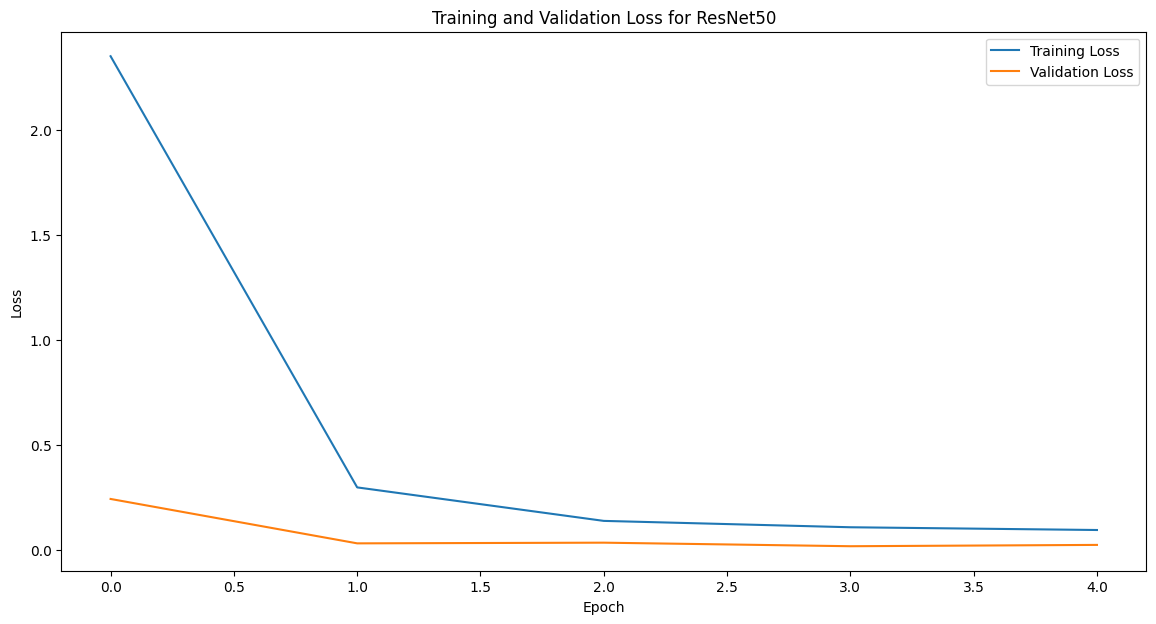 Training and Validation Loss for ResNet50
Training Loss
Validation Loss
2.0
1.5
1.0
0.5
0.0
Loss
0.0 0.5 1.0 1.5 2.0 2.5 3.0 3.5 4.0
Epoch